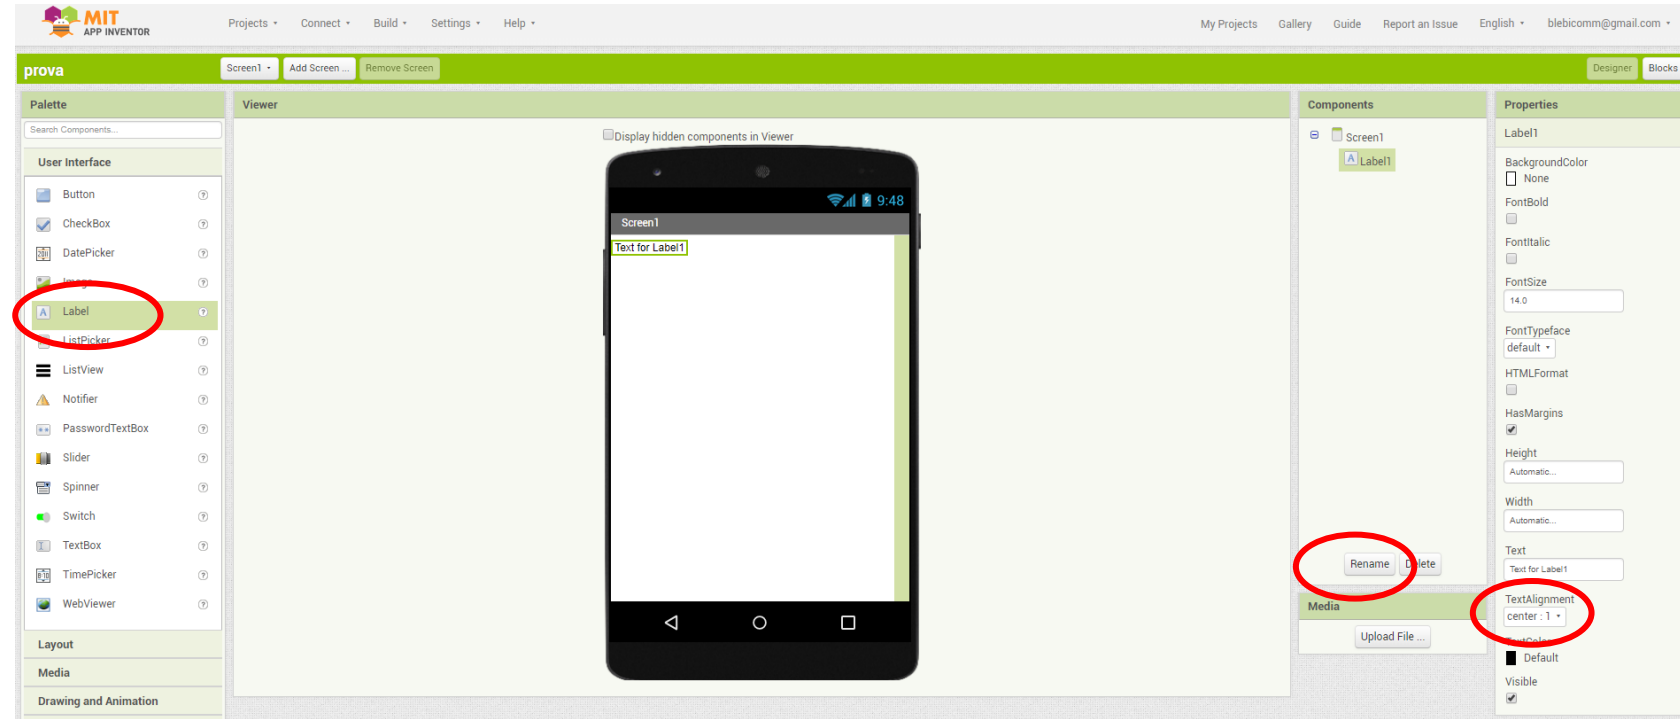 MIT
APP INVENTOR
Projects Connect Build Settings Help
My Projects Gallery Guide Report an Issue English blebicomm@gmail.com
prova
Screen1 Add Screen ... Remove Screen
Designer Blocks
Palette
Search Components...
User Interface
Button
CheckBox
DatePicker
Image
Label
ListPicker
ListView
Notifier
PasswordTextBox
Slider
Spinner
Switch
TextBox
TimePicker
WebViewer
Layout
Media
Drawing and Animation
Viewer
Display hidden components in Viewer
9:48
Screen1
Text for Label1
Components
Screen1
Label1
Rename Delete
Media
Upload File ...
Properties
Label1
BackgroundColor
None
FontBold
FontItalic
FontSize
14.0
FontTypeface
default
HTMLFormat
HasMargins
Height
Automatic...
Width
Automatic...
Text
Text for Label1
TextAlignment
center : 1
TextColor
Default
Visible